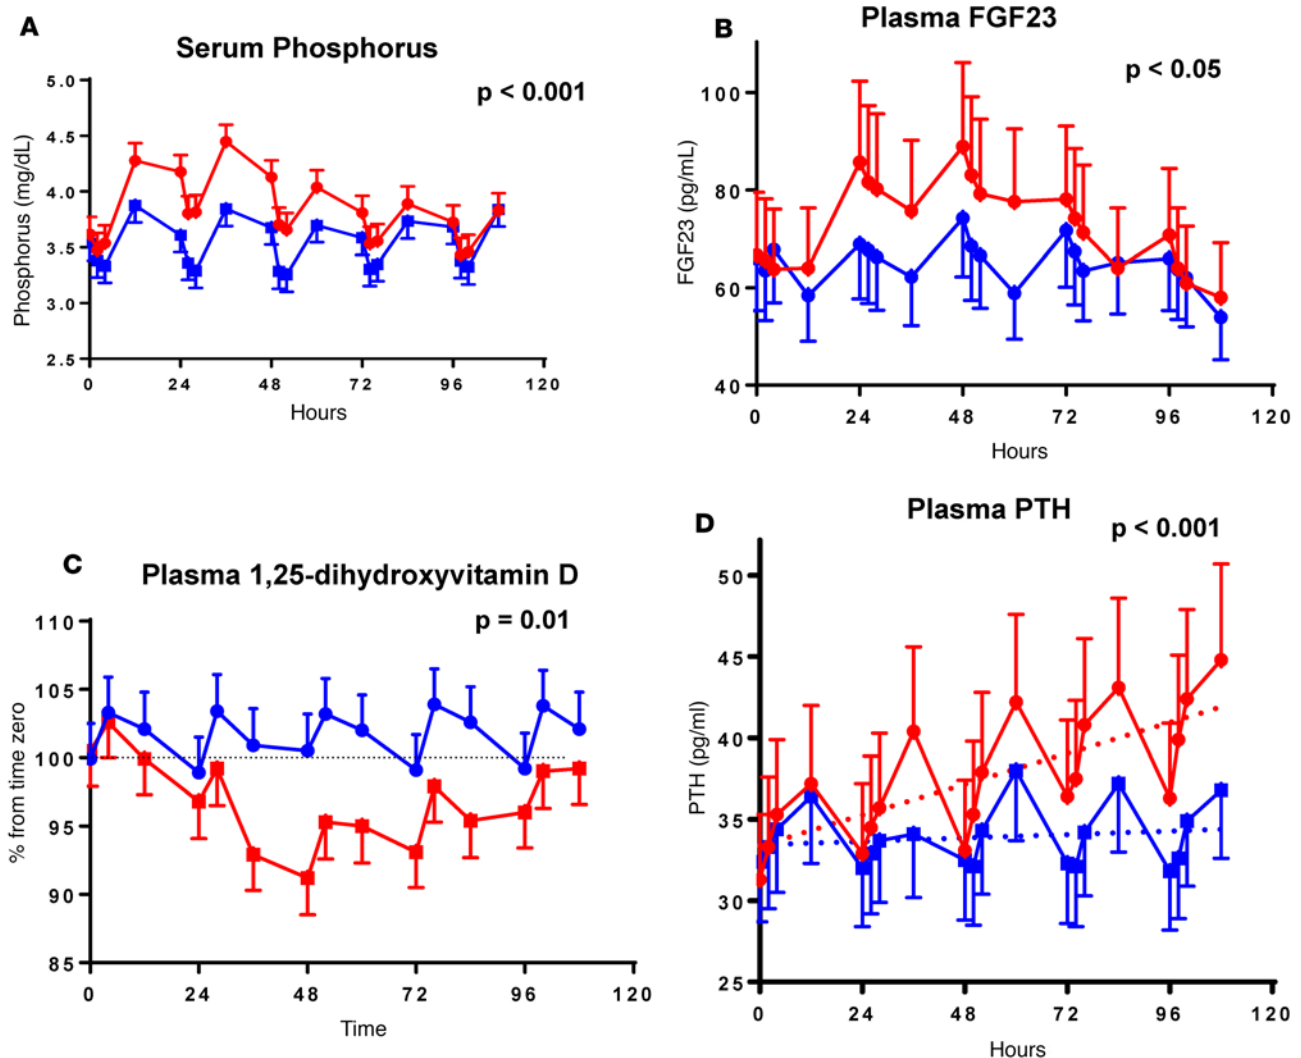 A
Serum Phosphorus
p < 0.001
Phosphorus (mg/dL)
5.0
4.5
4.0
3.5
3.0
2.5
0 24 48 72 96 120
Hours
B
Plasma FGF23
p < 0.05
FGF23 (pg/mL)
100
80
60
40
0 24 48 72 96 120
Hours
C
Plasma 1,25-dihydroxyvitamin D
p = 0.01
% from time zero
110
105
100
95
90
85
0 24 48 72 96 120
Time
D
Plasma PTH
p < 0.001
PTH (pg/ml)
50
45
40
35
30
25
0 24 48 72 96 120
Hours